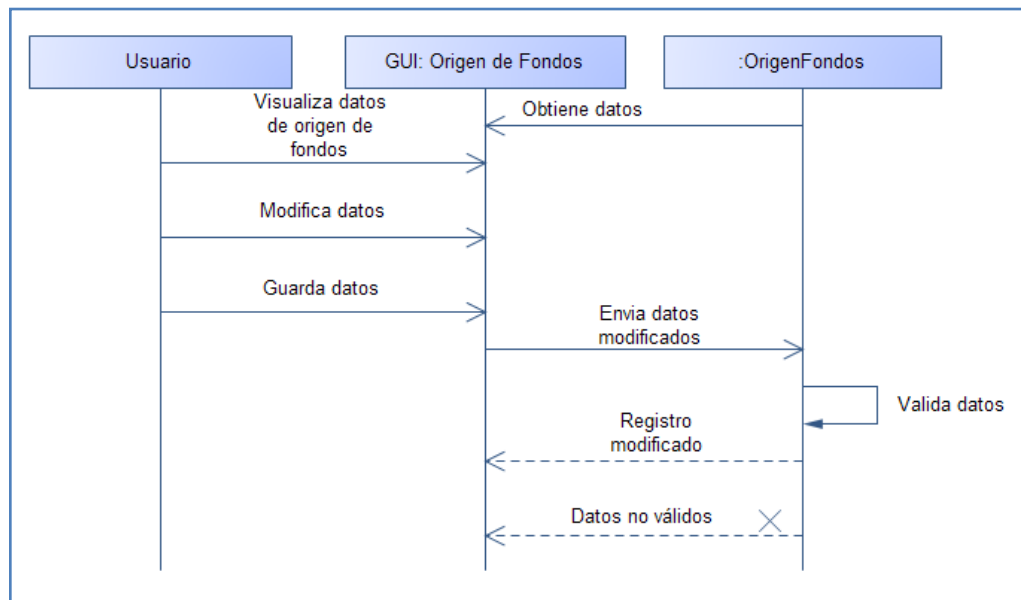 Usuario
GUI: Origen de Fondos
:OrigenFondos
Visualiza datos
de origen de
fondos
Obtiene datos
Modifica datos
Guarda datos
Envia datos
modificados
Valida datos
Registro
modificado
Datos no válidos